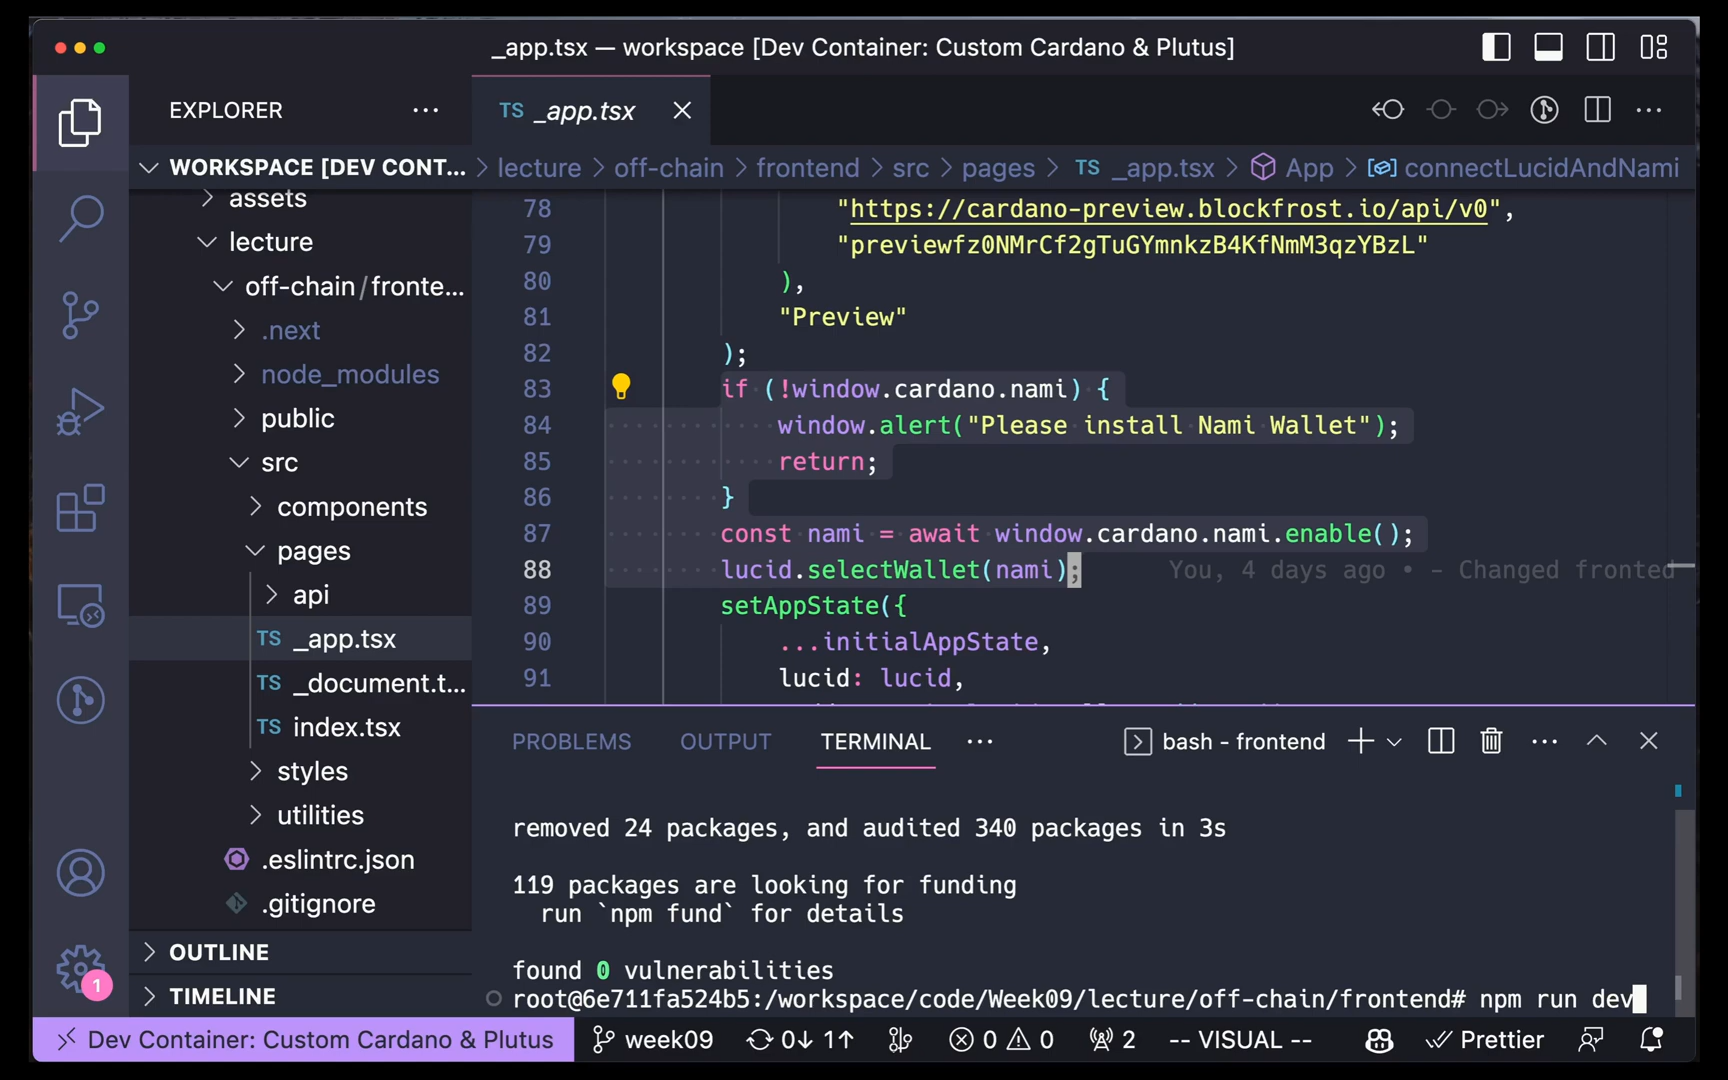 _app.tsx — workspace [Dev Container: Custom Cardano & Plutus]
EXPLORER
TS _app.tsx
WORKSPACE [DEV CONT...
lecture > off-chain > frontend > src > pages > TS _app.tsx > App > connectLucidAndNami
assets
lecture
off-chain/fronte...
.next
node_modules
public
src
components
pages
api
TS _app.tsx
TS _document.t...
TS index.tsx
styles
utilities
.eslintrc.json
.gitignore
OUTLINE
TIMELINE
78 "https://cardano-preview.blockfrost.io/api/v0",
79 "previewfz0NMrCf2gTuGYmnkzB4KfNmM3qzYBzL"
80 ),
81 "Preview"
82 );
83 if (!window.cardano.nami) {
84 window.alert("Please install Nami Wallet");
85 return;
86 }
87 const nami = await window.cardano.nami.enable();
88 lucid.selectWallet(nami); You, 4 days ago • - Changed fronted
89 setAppState({
90 ...initialAppState,
91 lucid: lucid,
PROBLEMS OUTPUT TERMINAL bash - frontend
removed 24 packages, and audited 340 packages in 3s
119 packages are looking for funding
run `npm fund` for details
found 0 vulnerabilities
root@6e711fa524b5:/workspace/code/Week09/lecture/off-chain/frontend# npm run dev
1
Dev Container: Custom Cardano & Plutus week09 0↓ 1↑ 0 0 2 -- VISUAL -- Prettier